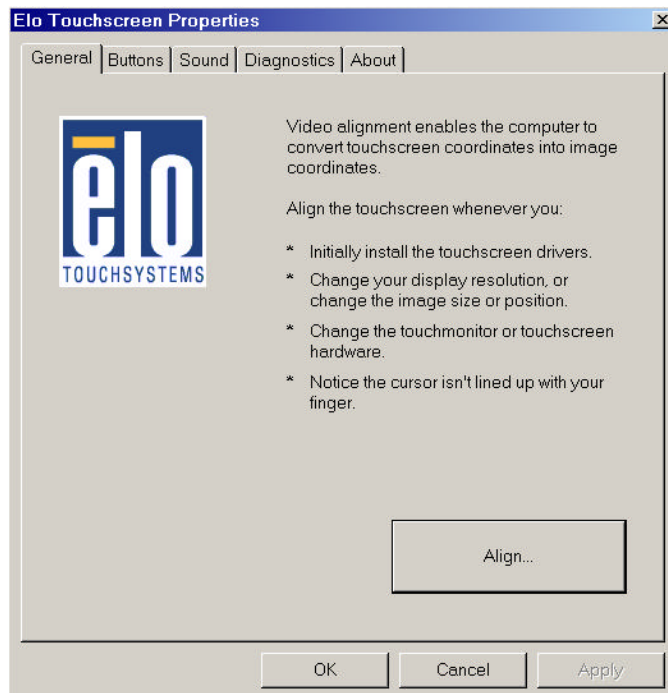 Elo Touchscreen Properties
General Buttons Sound Diagnostics About
Video alignment enables the computer to
convert touchscreen coordinates into image
coordinates.
Align the touchscreen whenever you:
* Initially install the touchscreen drivers.
* Change your display resolution, or
change the image size or position.
* Change the touchmonitor or touchscreen
hardware.
* Notice the cursor isn't lined up with your
finger.
ēlo
TOUCHSYSTEMS
Align...
OK Cancel Apply